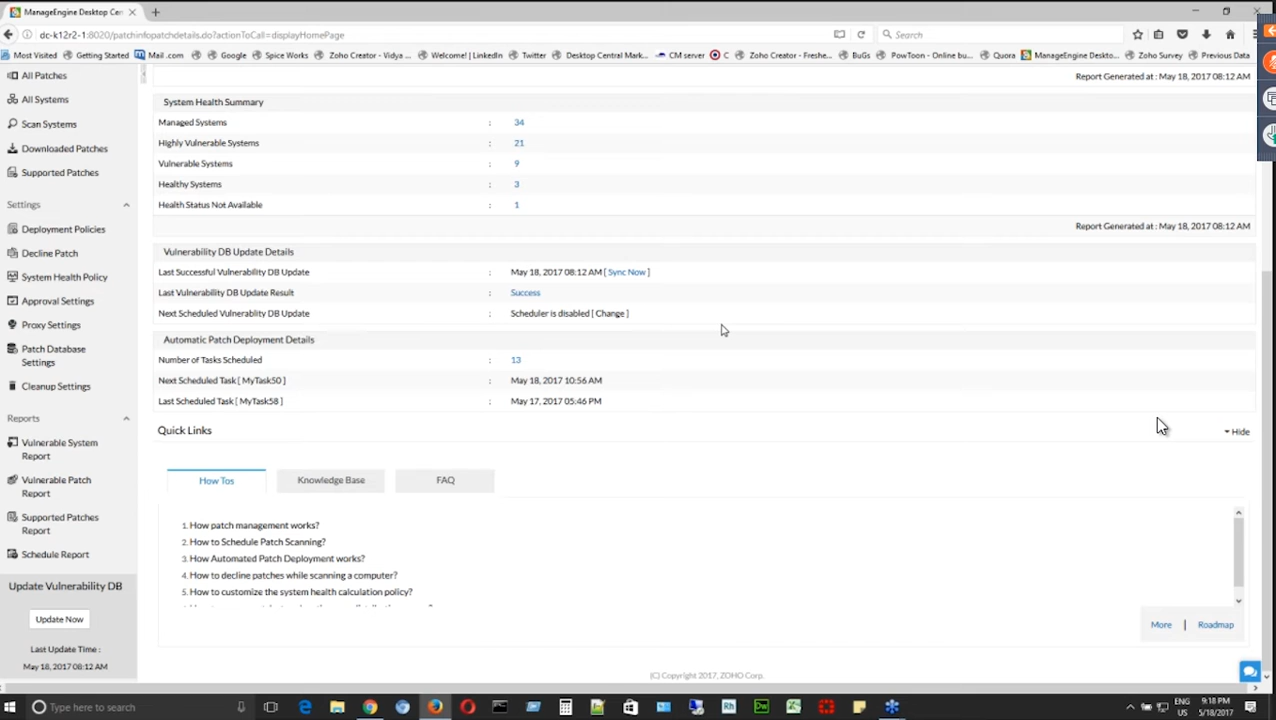 ManageEngine Desktop Cen
dc-k12r2-1:8020/patchinfopatchdetails.do?actionToCall=displayHomePage
Search
Most Visited
Getting Started
Mail .com
Google
Spice Works
Zoho Creator - Vidya ...
Welcome! | LinkedIn
Twitter
Desktop Central Mark...
CM server
C
Zoho Creator - Freshe...
BuGs
PowToon - Online bu...
Quora
ManageEngine Deskto...
Zoho Survey
Previous Data
All Patches
All Systems
Scan Systems
Downloaded Patches
Supported Patches
Settings
Deployment Policies
Decline Patch
System Health Policy
Approval Settings
Proxy Settings
Patch Database
Settings
Cleanup Settings
Reports
Vulnerable System
Report
Vulnerable Patch
Report
Supported Patches
Report
Schedule Report
Update Vulnerability DB
Update Now
Last Update Time :
May 18, 2017 08:12 AM
Report Generated at : May 18, 2017 08:12 AM
System Health Summary
Managed Systems : 34
Highly Vulnerable Systems : 21
Vulnerable Systems : 9
Healthy Systems : 3
Health Status Not Available : 1
Report Generated at : May 18, 2017 08:12 AM
Vulnerability DB Update Details
Last Successful Vulnerability DB Update : May 18, 2017 08:12 AM [ Sync Now ]
Last Vulnerability DB Update Result : Success
Next Scheduled Vulnerablity DB Update : Scheduler is disabled [ Change ]
Automatic Patch Deployment Details
Number of Tasks Scheduled : 13
Next Scheduled Task [ MyTask50 ] : May 18, 2017 10:56 AM
Last Scheduled Task [ MyTask58 ] : May 17, 2017 05:46 PM
Quick Links
Hide
How Tos
Knowledge Base
FAQ
1. How patch management works?
2. How to Schedule Patch Scanning?
3. How Automated Patch Deployment works?
4. How to decline patches while scanning a computer?
5. How to customize the system health calculation policy?
More | Roadmap
(C) Copyright 2017, ZOHO Corp.
Type here to search
Rh
Dw
ENG
US
9:18 PM
5/18/2017